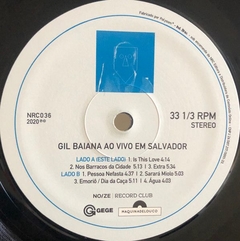 NRC036
2020
33 1/3 RPM
STEREO
GIL BAIANA AO VIVO EM SALVADOR
LADO A (ESTE LADO) 1. Is This Love 4:14
2. Nos Barracos da Cidade 5:13 | 3. Extra 5:34
LADO B 1. Pessoa Nefasta 4:37 | 2. Sarará Miolo 5:03
3. Emoriô / Dia da Caça 5:11 | 4. Água 4:03
NOIZE | RECORD CLUB
GEGE
MÁQUINADELOUCO